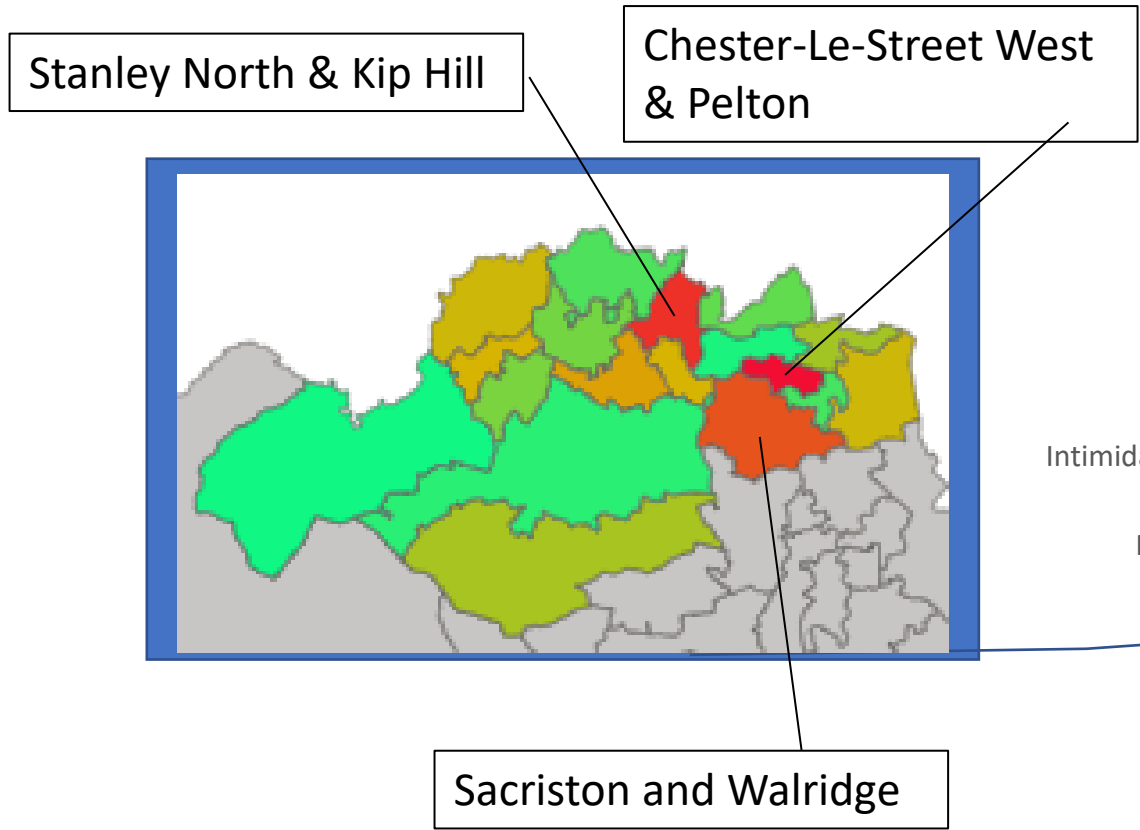 Stanley North & Kip Hill
Chester-Le-Street West
& Pelton
Sacriston and Walridge